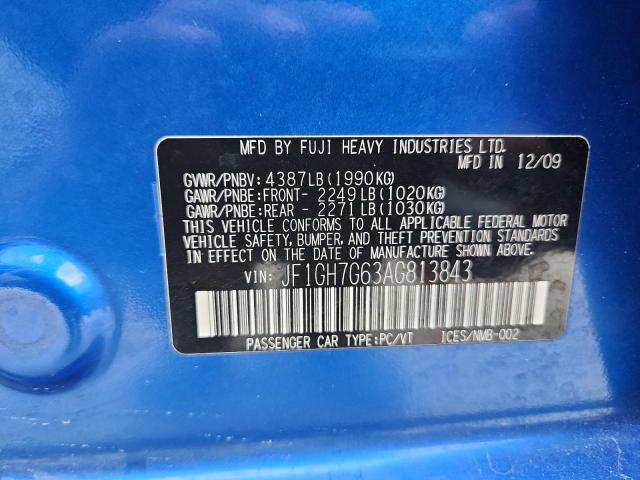 MFD BY FUJI HEAVY INDUSTRIES LTD.
MFD IN 12/09
GVWR/PNBV: 4387LB (1990KG)
GAWR/PNBE:FRONT- 2249LB (1020KG)
GAWR/PNBE:REAR - 2271LB (1030KG)
THIS VEHICLE CONFORMS TO ALL APPLICABLE FEDERAL MOTOR
VEHICLE SAFETY, BUMPER, AND THEFT PREVENTION STANDARDS
IN EFFECT ON THE DATE OF MANUFACTURE SHOWN ABOVE.
VIN: JF1GH7G63AG813843
PASSENGER CAR TYPE:PC/VT ICES/NMB-002